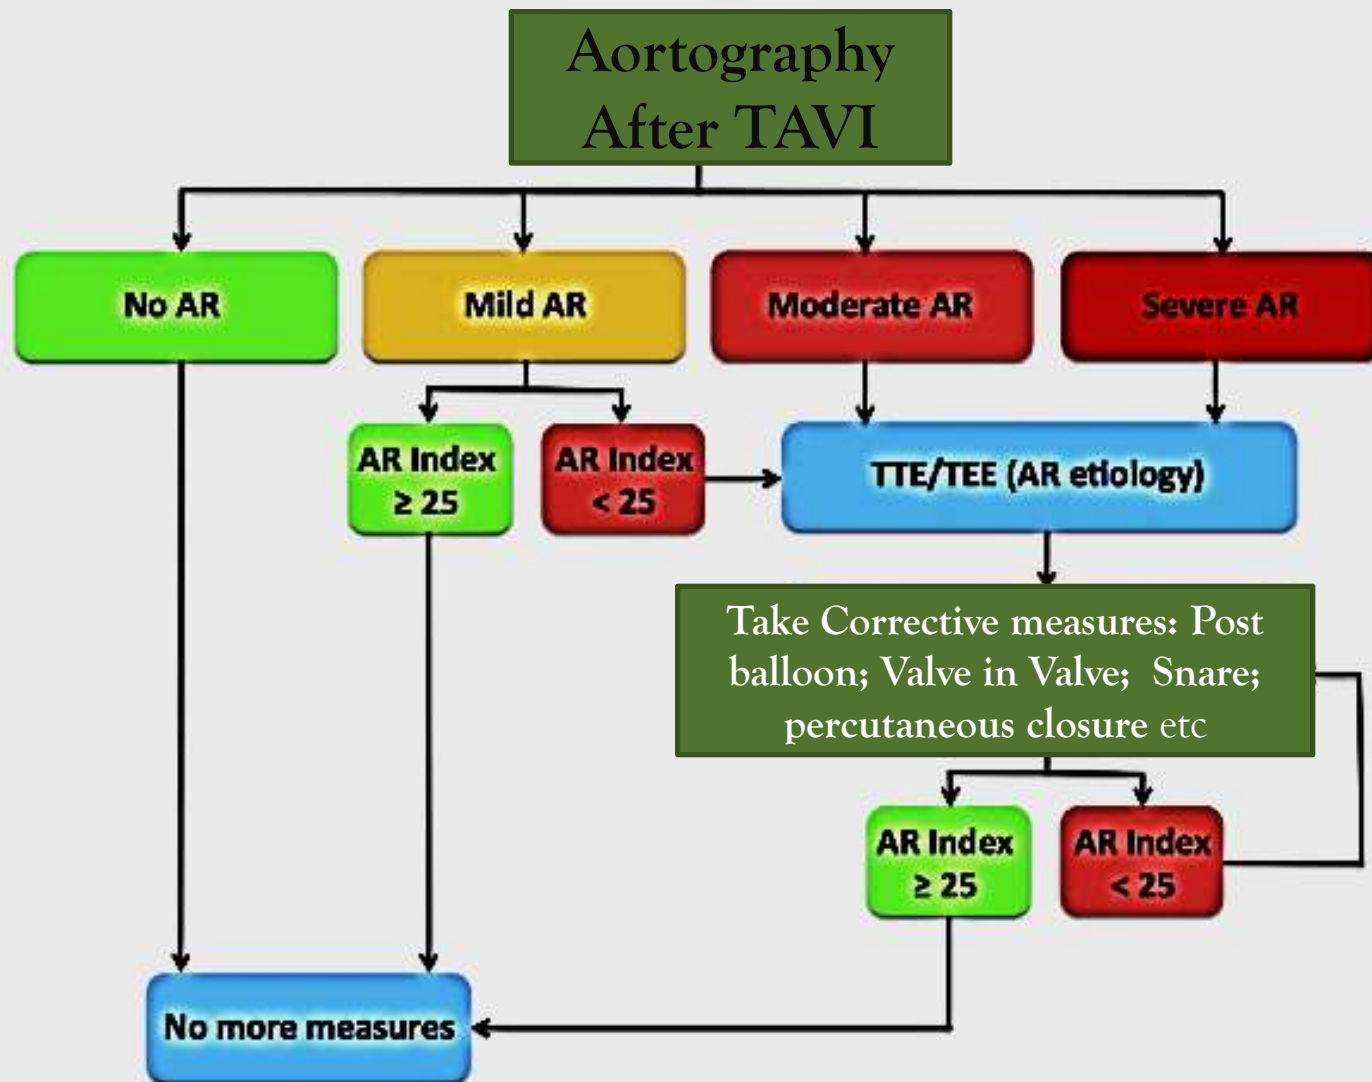 Aortography
After TAVI
No AR
Mild AR
Moderate AR
Severe AR
AR Index
≥ 25
AR Index
< 25
TTE/TEE (AR etiology)
Take Corrective measures: Post
balloon; Valve in Valve; Snare;
percutaneous closure etc
AR Index
≥ 25
AR Index
< 25
No more measures